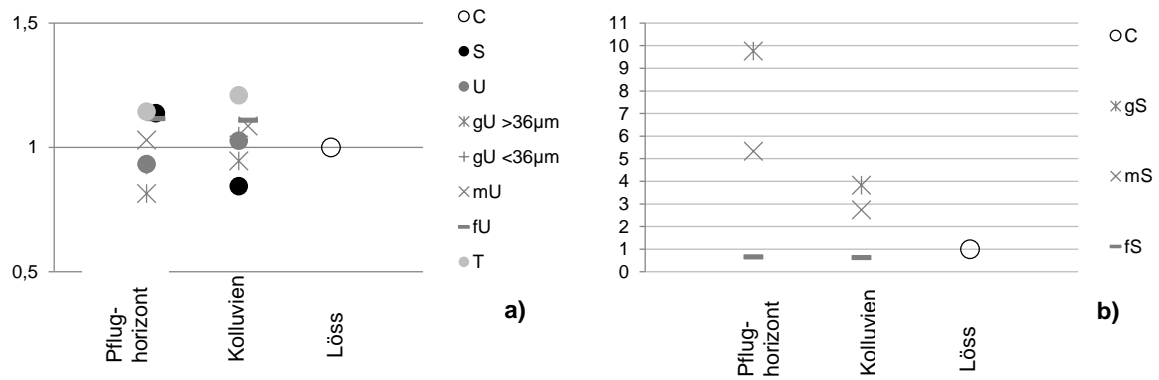 1,5
1
0,5
Pflug-
horizont
Kolluvien
Löss
C
S
U
gU >36µm
gU <36µm
mU
fU
T
a)
11
10
9
8
7
6
5
4
3
2
1
0
Pflug-
horizont
Kolluvien
Löss
C
gS
mS
fS
b)